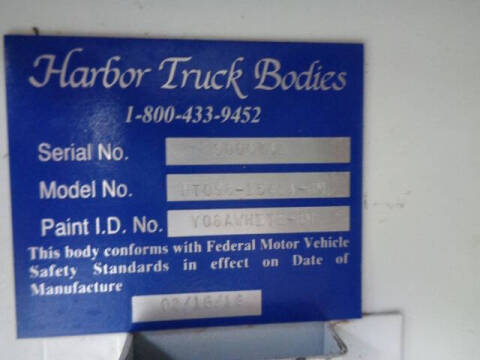 Harbor Truck Bodies
1-800-433-9452
Serial No.
Model No.
Paint I.D. No.
This body conforms with Federal Motor Vehicle
Safety Standards in effect on Date of
Manufacture